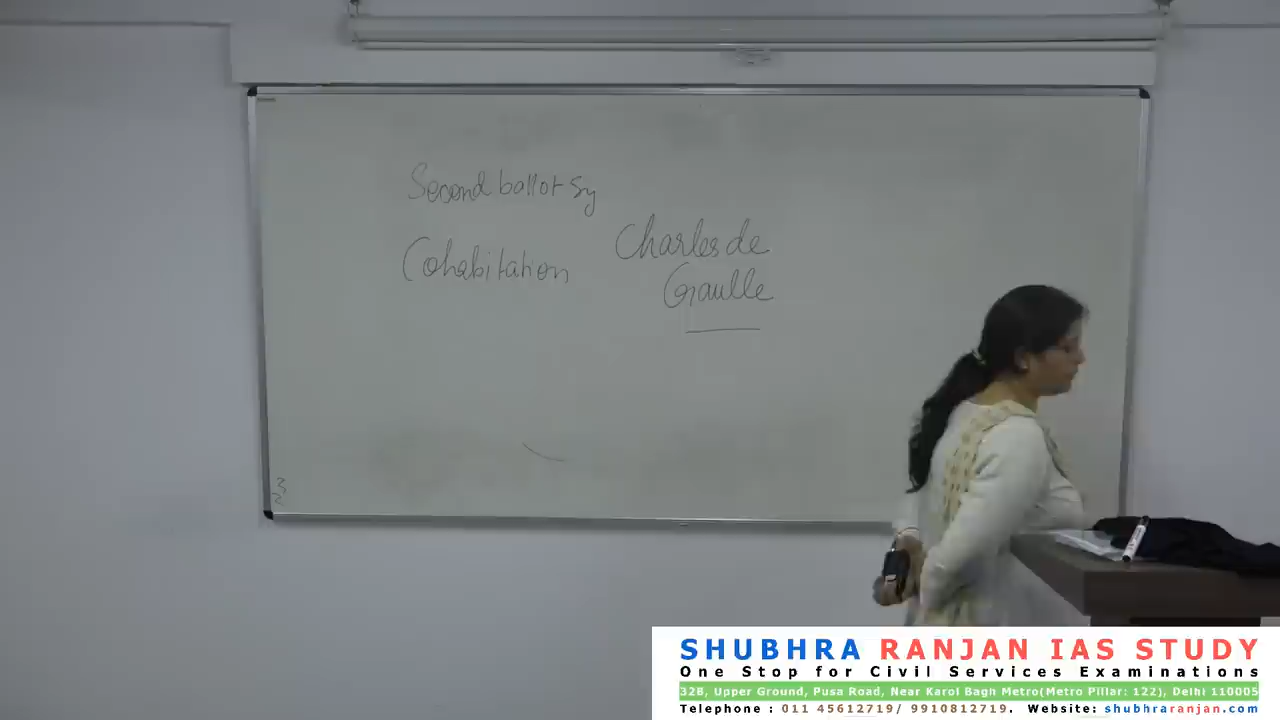 Second ballot Sy
Cohabitation
Charles de
Gaulle
SHUBHRA RANJAN IAS STUDY
One Stop for Civil Services Examinations
32B, Upper Ground, Pusa Road, Near Karol Bagh Metro(Metro Pillar: 122), Delhi 110005
Telephone : 011 45612719/ 9910812719. Website: shubhraranjan.com